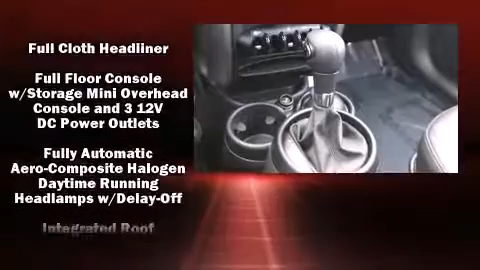 Full Cloth Headliner
Full Floor Console
w/Storage Mini Overhead
Console and 3 12V
DC Power Outlets
Fully Automatic
Aero-Composite Halogen
Daytime Running
Headlamps w/Delay-Off
Integrated Roof